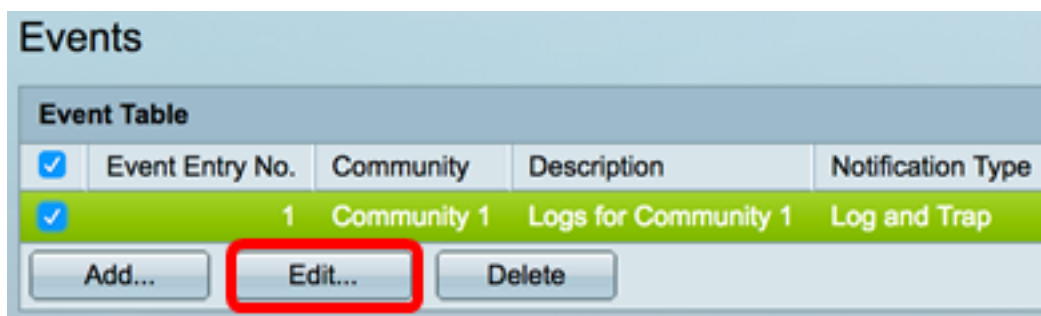 Events
Event Table
Event Entry No. Community Description Notification Type
1 Community 1 Logs for Community 1 Log and Trap
Add... Edit... Delete